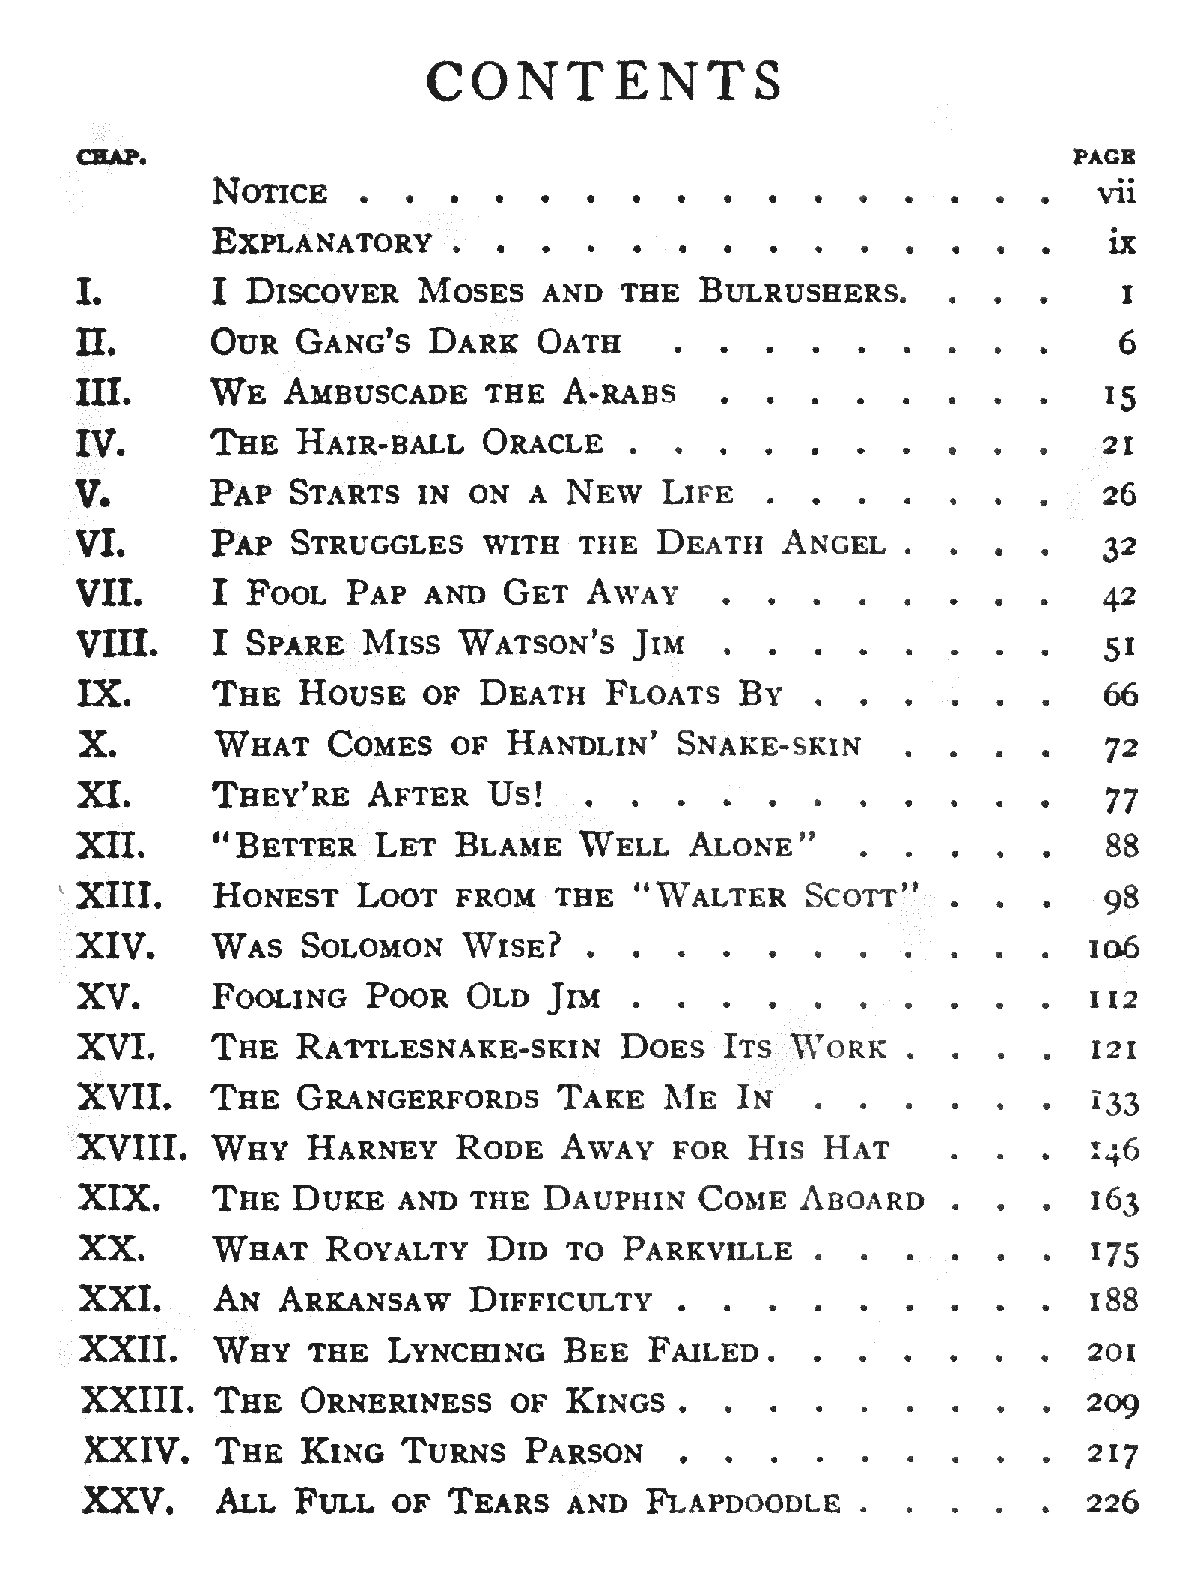 CONTENTS
CHAP. PAGE
NOTICE . . . . . . . . . . . . . . . . vii
EXPLANATORY . . . . . . . . . . . . . . ix
I. I DISCOVER MOSES AND THE BULRUSHERS. . . . 1
II. OUR GANG'S DARK OATH . . . . . . . . . 6
III. WE AMBUSCADE THE A-RABS . . . . . . . . 15
IV. THE HAIR-BALL ORACLE . . . . . . . . . . 21
V. PAP STARTS IN ON A NEW LIFE . . . . . . . 26
VI. PAP STRUGGLES WITH THE DEATH ANGEL . . . . 32
VII. I FOOL PAP AND GET AWAY . . . . . . . . 42
VIII. I SPARE MISS WATSON'S JIM . . . . . . . . 51
IX. THE HOUSE OF DEATH FLOATS BY . . . . . . 66
X. WHAT COMES OF HANDLIN' SNAKE-SKIN . . . . 72
XI. THEY'RE AFTER US! . . . . . . . . . . . 77
XII. "BETTER LET BLAME WELL ALONE" . . . . . 88
XIII. HONEST LOOT FROM THE "WALTER SCOTT" . . . 98
XIV. WAS SOLOMON WISE? . . . . . . . . . . . 106
XV. FOOLING POOR OLD JIM . . . . . . . . . . 112
XVI. THE RATTLESNAKE-SKIN DOES ITS WORK . . . . 121
XVII. THE GRANGERFORDS TAKE ME IN . . . . . . 133
XVIII. WHY HARNEY RODE AWAY FOR HIS HAT . . . 146
XIX. THE DUKE AND THE DAUPHIN COME ABOARD . . . 163
XX. WHAT ROYALTY DID TO PARKVILLE . . . . . . 175
XXI. AN ARKANSAW DIFFICULTY . . . . . . . . . 188
XXII. WHY THE LYNCHING BEE FAILED . . . . . . . 201
XXIII. THE ORNERINESS OF KINGS . . . . . . . . . 209
XXIV. THE KING TURNS PARSON . . . . . . . . . 217
XXV. ALL FULL OF TEARS AND FLAPDOODLE . . . . . 226